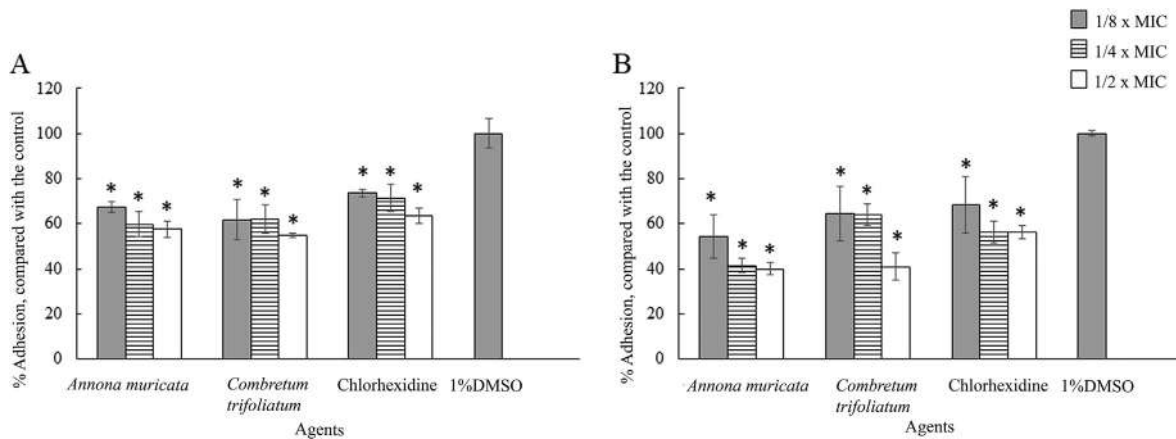 1/8 x MIC
1/4 x MIC
1/2 x MIC
A
% Adhesion, compared with the control
120
100
80
60
40
20
0
* * *
* * *
* * *
Annona muricata
Combretum
trifoliatum
Chlorhexidine
1%DMSO
Agents
B
% Adhesion, compared with the control
120
100
80
60
40
20
0
* * *
* * *
* * *
Annona muricata
Combretum
trifoliatum
Chlorhexidine
1%DMSO
Agents